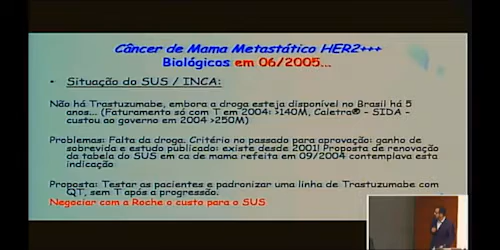 Câncer de Mama Metastático HER2+++
Biológicos em 06/2005...
• Situação do SUS / INCA:
Não há Trastuzumabe, embora a droga esteja disponível no Brasil há 5
anos... (Faturamento só com T em 2004: >140M, Caletra® – SIDA –
custou ao governo em 2004 >250M)
Problemas: Falta da droga. Critério no passado para aprovação: ganho de
sobrevida e estudo publicado: existe desde 2001! Proposta de renovação
da tabela do SUS em ca de mama refeita em 09/2004 contemplava esta
indicação
Proposta: Testar as pacientes e padronizar uma linha de Trastuzumabe com
QT, sem T após a progressão.
Negociar com a Roche o custo para o SUS